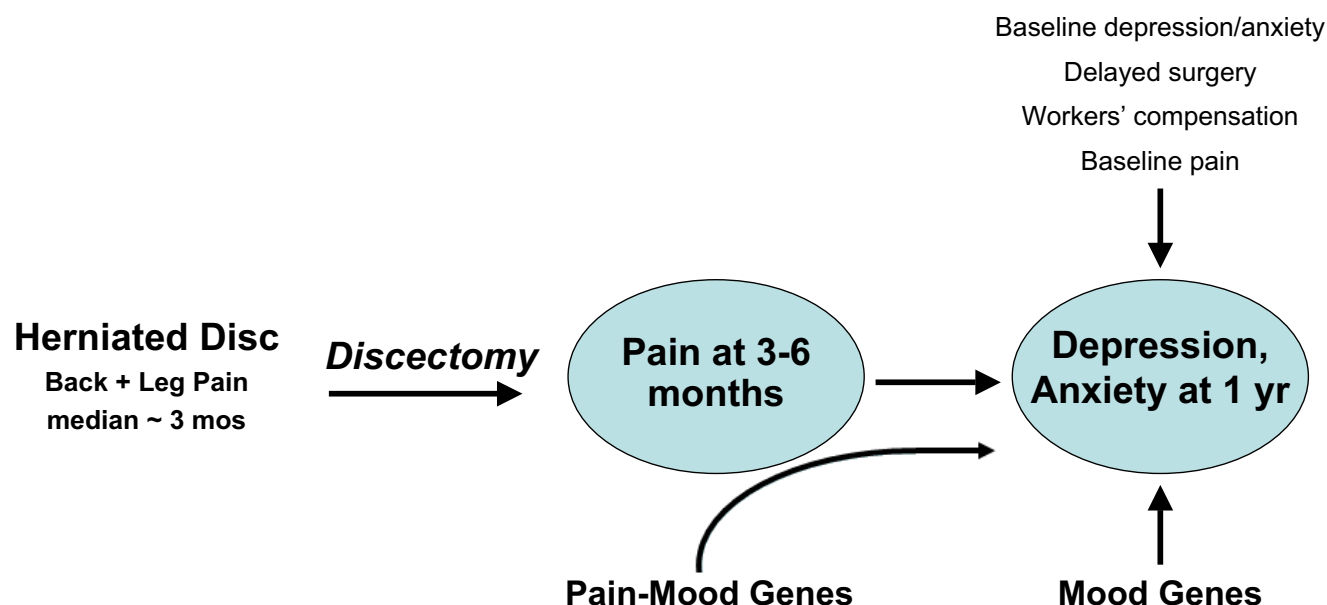 Baseline depression/anxiety
Delayed surgery
Workers’ compensation
Baseline pain
Herniated Disc
Back + Leg Pain
median ~ 3 mos
Discectomy
Pain at 3-6
months
Depression,
Anxiety at 1 yr
Pain-Mood Genes
Mood Genes